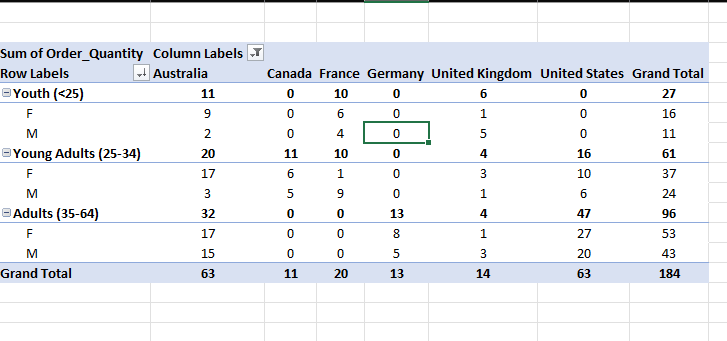 Sum of Order_Quantity Column Labels
Row Labels Australia Canada France Germany United Kingdom United States Grand Total
Youth (<25) 11 0 10 0 6 0 27
F 9 0 6 0 1 0 16
M 2 0 4 0 5 0 11
Young Adults (25-34) 20 11 10 0 4 16 61
F 17 6 1 0 3 10 37
M 3 5 9 0 1 6 24
Adults (35-64) 32 0 0 13 4 47 96
F 17 0 0 8 1 27 53
M 15 0 0 5 3 20 43
Grand Total 63 11 20 13 14 63 184